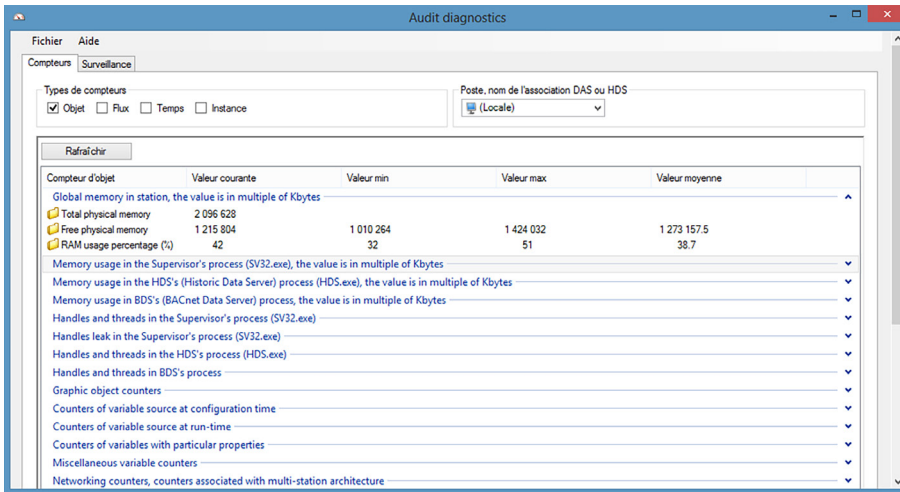 Audit diagnostics
Fichier Aide
Compteurs Surveillance
Types de compteurs Poste, nom de l'association DAS ou HDS
Objet Flux Temps Instance (Locale)
Rafraîchir
Compteur d'objet Valeur courante Valeur min Valeur max Valeur moyenne
Global memory in station, the value is in multiple of Kbytes
Total physical memory 2 096 628
Free physical memory 1 215 804 1 010 264 1 424 032 1 273 157.5
RAM usage percentage (%) 42 32 51 38.7
Memory usage in the Supervisor's process (SV32.exe), the value is in multiple of Kbytes
Memory usage in the HDS's (Historic Data Server) process (HDS.exe), the value is in multiple of Kbytes
Memory usage in BDS's (BACnet Data Server) process, the value is in multiple of Kbytes
Handles and threads in the Supervisor's process (SV32.exe)
Handles leak in the Supervisor's process (SV32.exe)
Handles and threads in the HDS's process (HDS.exe)
Handles and threads in BDS's process
Graphic object counters
Counters of variable source at configuration time
Counters of variable source at run-time
Counters of variables with particular properties
Miscellaneous variable counters
Networking counters, counters associated with multi-station architecture